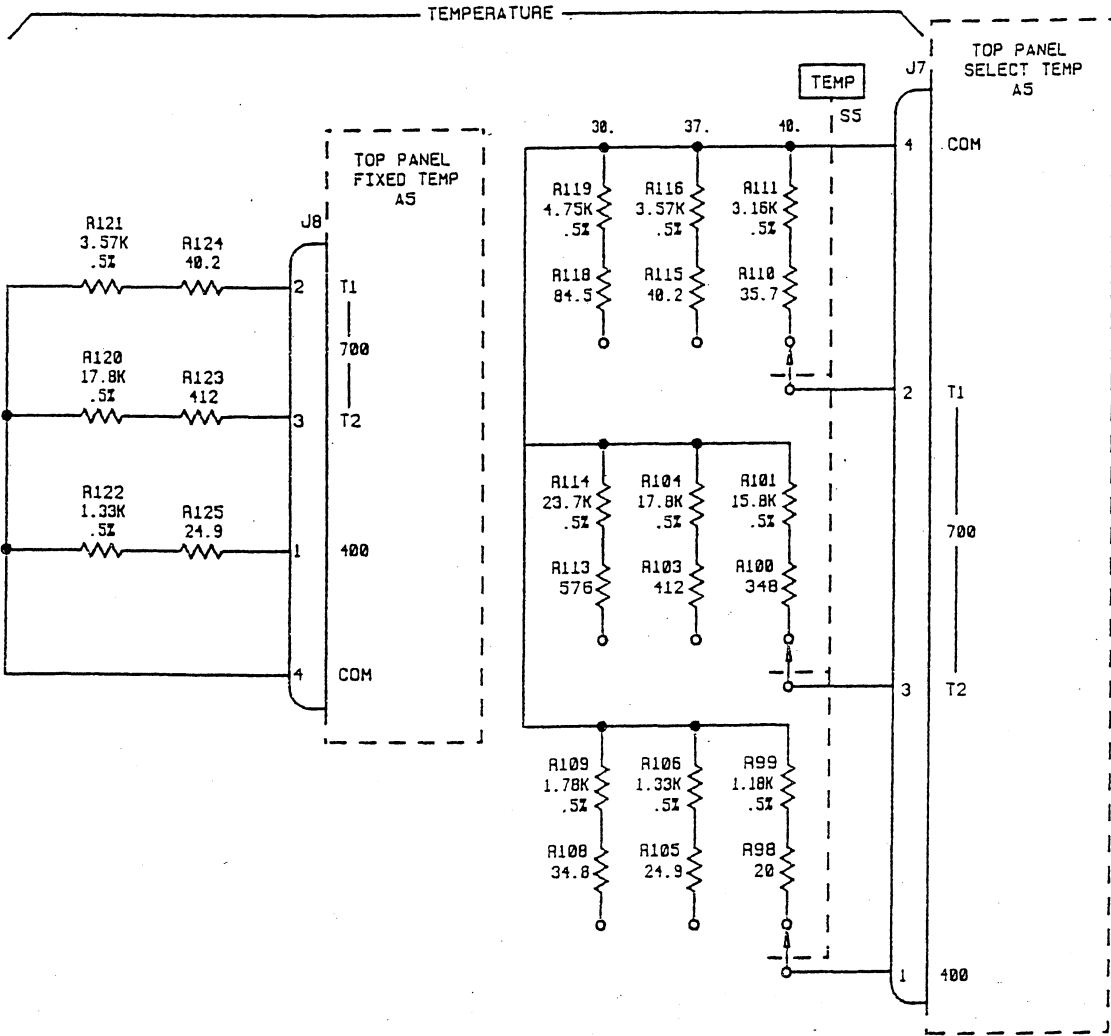 TEMPERATURE
TOP PANEL
SELECT TEMP
A5
J7
TEMP
S5
30.
37.
40.
4
COM
TOP PANEL
FIXED TEMP
A5
J8
R119
4.75K
.5%
R116
3.57K
.5%
R111
3.16K
.5%
R121
3.57K
.5%
R124
40.2
2
T1
R118
84.5
R115
40.2
R110
35.7
700
R120
17.8K
.5%
R123
412
3
T2
2
T1
R122
1.33K
.5%
R125
24.9
1
400
R114
23.7K
.5%
R104
17.8K
.5%
R101
15.8K
.5%
700
R113
576
R103
412
R100
348
4
COM
3
T2
R109
1.78K
.5%
R106
1.33K
.5%
R99
1.18K
.5%
R108
34.8
R105
24.9
R98
20
1
400